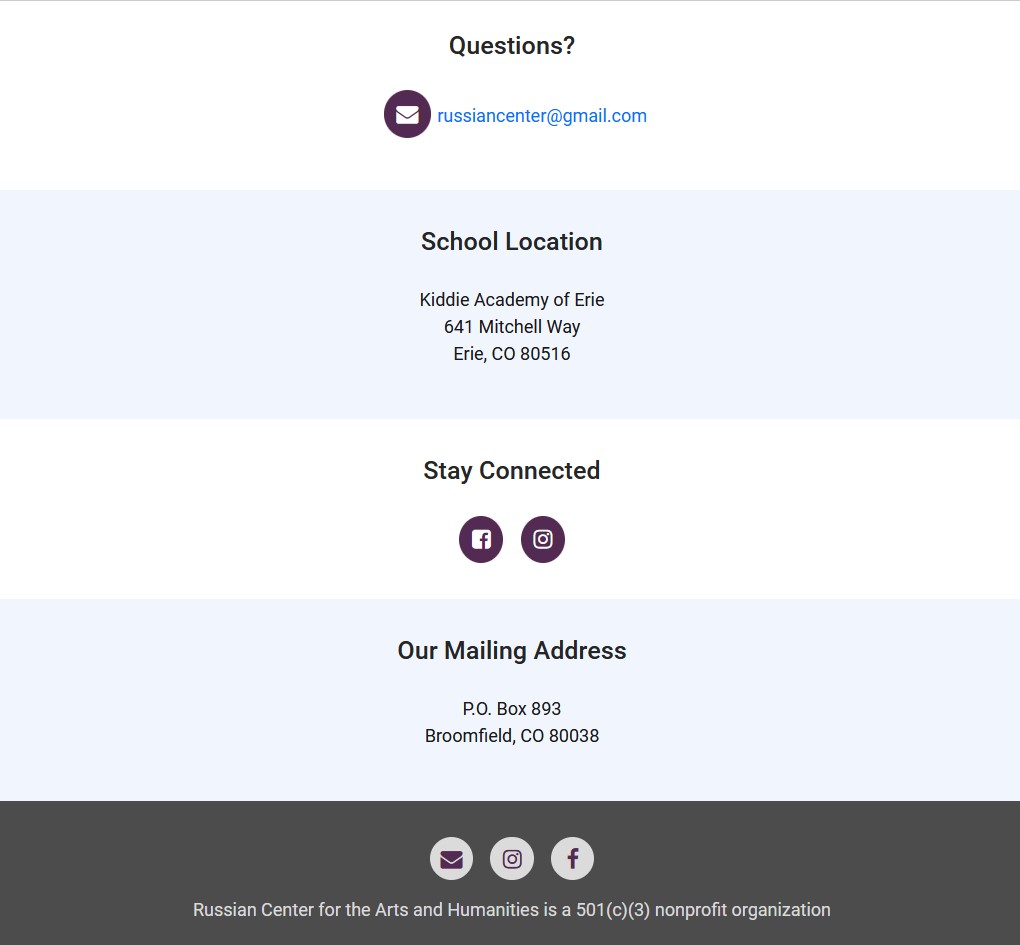 Questions?
russiancenter@gmail.com
School Location
Kiddie Academy of Erie
641 Mitchell Way
Erie, CO 80516
Stay Connected
Our Mailing Address
P.O. Box 893
Broomfield, CO 80038
Russian Center for the Arts and Humanities is a 501(c)(3) nonprofit organization